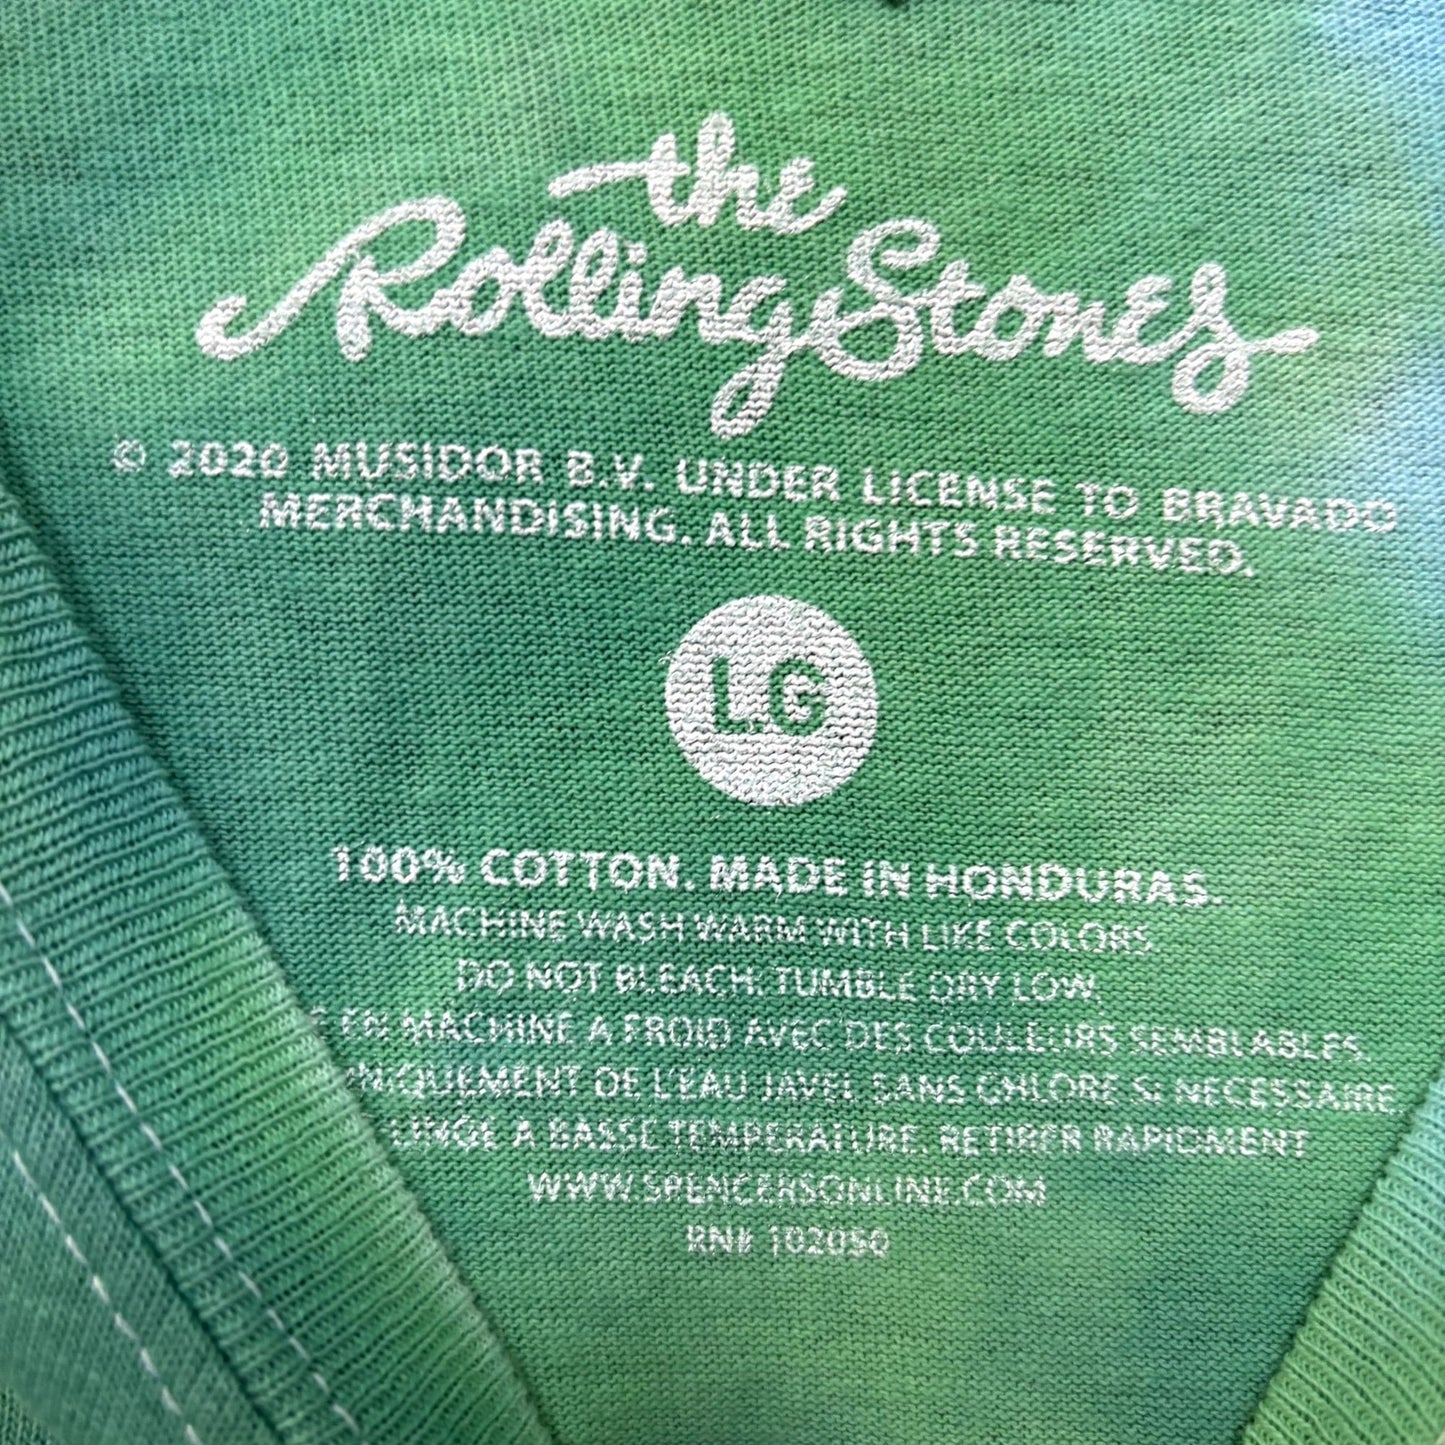 the
Rolling Stones
© 2020 MUSIDOR B.V. UNDER LICENSE TO BRAVADO
MERCHANDISING. ALL RIGHTS RESERVED.
LG
100% COTTON. MADE IN HONDURAS.
MACHINE WASH WARM WITH LIKE COLORS.
DO NOT BLEACH. TUMBLE DRY LOW.
EN MACHINE A FROID AVEC DES COULEURS SEMBLABLES.
DE L'EAU JAVEL SANS CHLORE SI NECESSAIRE.
LINGE A BASSE TEMPERATURE. RETIRER RAPIDMENT
WWW.SPENCERSONLINE.COM
RN# 102050